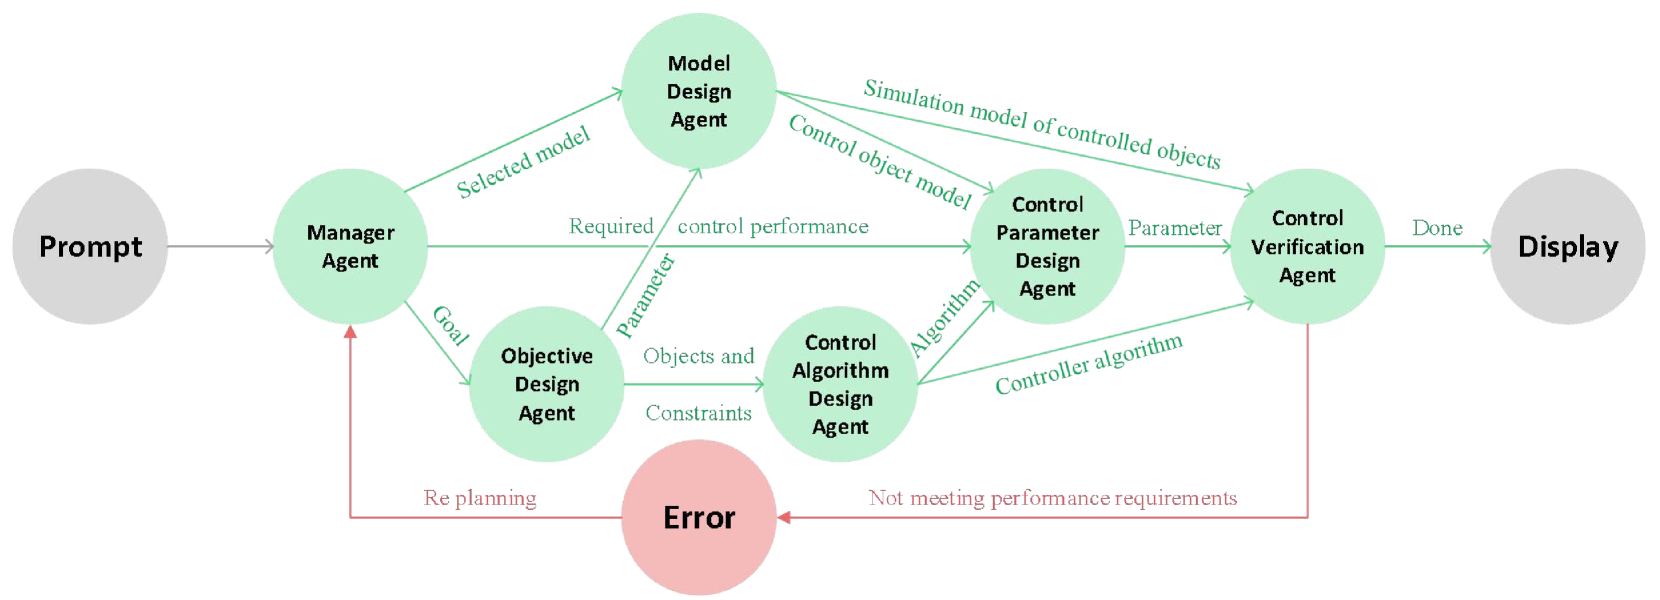 Prompt
Manager
Agent
Selected model
Goal
Model
Design
Agent
Required control performance
Parameter
Objective
Design
Agent
Objects and
Constraints
Control
Algorithm
Design
Agent
Simulation model of controlled objects
Control object model
Algorithm
Control
Parameter
Design
Agent
Parameter
Controller algorithm
Control
Verification
Agent
Done
Display
Not meeting performance requirements
Error
Re planning